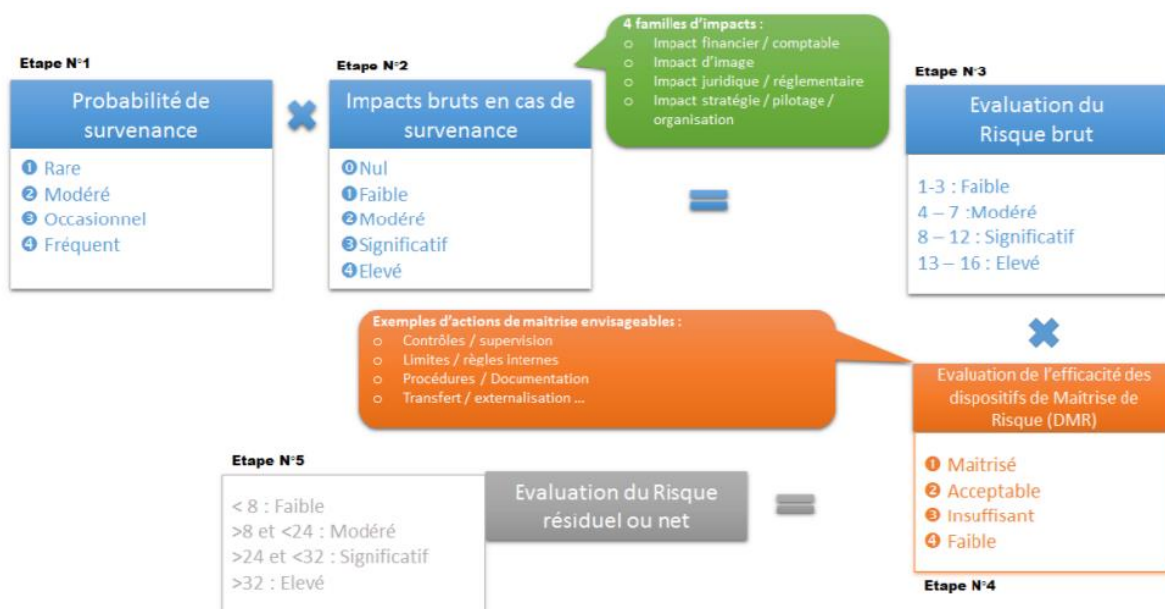 4 familles d'impacts :
o Impact financier / comptable
o Impact d'image
o Impact juridique / réglementaire
o Impact stratégie / pilotage /
organisation
Etape N°1
Probabilité de
survenance
❶ Rare
❷ Modéré
❸ Occasionnel
❹ Fréquent
Etape N°2
Impacts bruts en cas de
survenance
⓿Nul
❶Faible
❷Modéré
❸Significatif
❹Elevé
Etape N°3
Evaluation du
Risque brut
1-3 : Faible
4 – 7 :Modéré
8 – 12 : Significatif
13 – 16 : Elevé
Exemples d'actions de maitrise envisageables :
o Contrôles / supervision
o Limites / règles internes
o Procédures / Documentation
o Transfert / externalisation ...
Evaluation de l'efficacité des
dispositifs de Maitrise de
Risque (DMR)
❶ Maitrisé
❷ Acceptable
❸ Insuffisant
❹ Faible
Etape N°4
Etape N°5
Evaluation du Risque
résiduel ou net
< 8 : Faible
>8 et <24 : Modéré
>24 et <32 : Significatif
>32 : Elevé